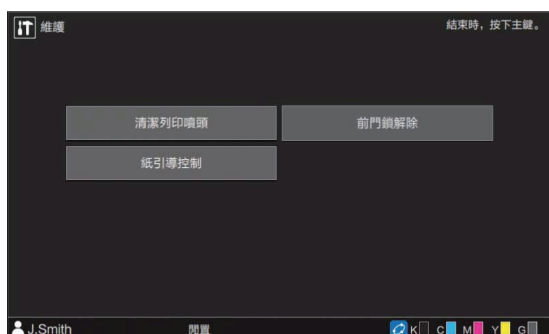 維護
結束時，按下主鍵。
清潔列印噴頭
前門鎖解除
紙引導控制
J.Smith 閒置 K C M Y G